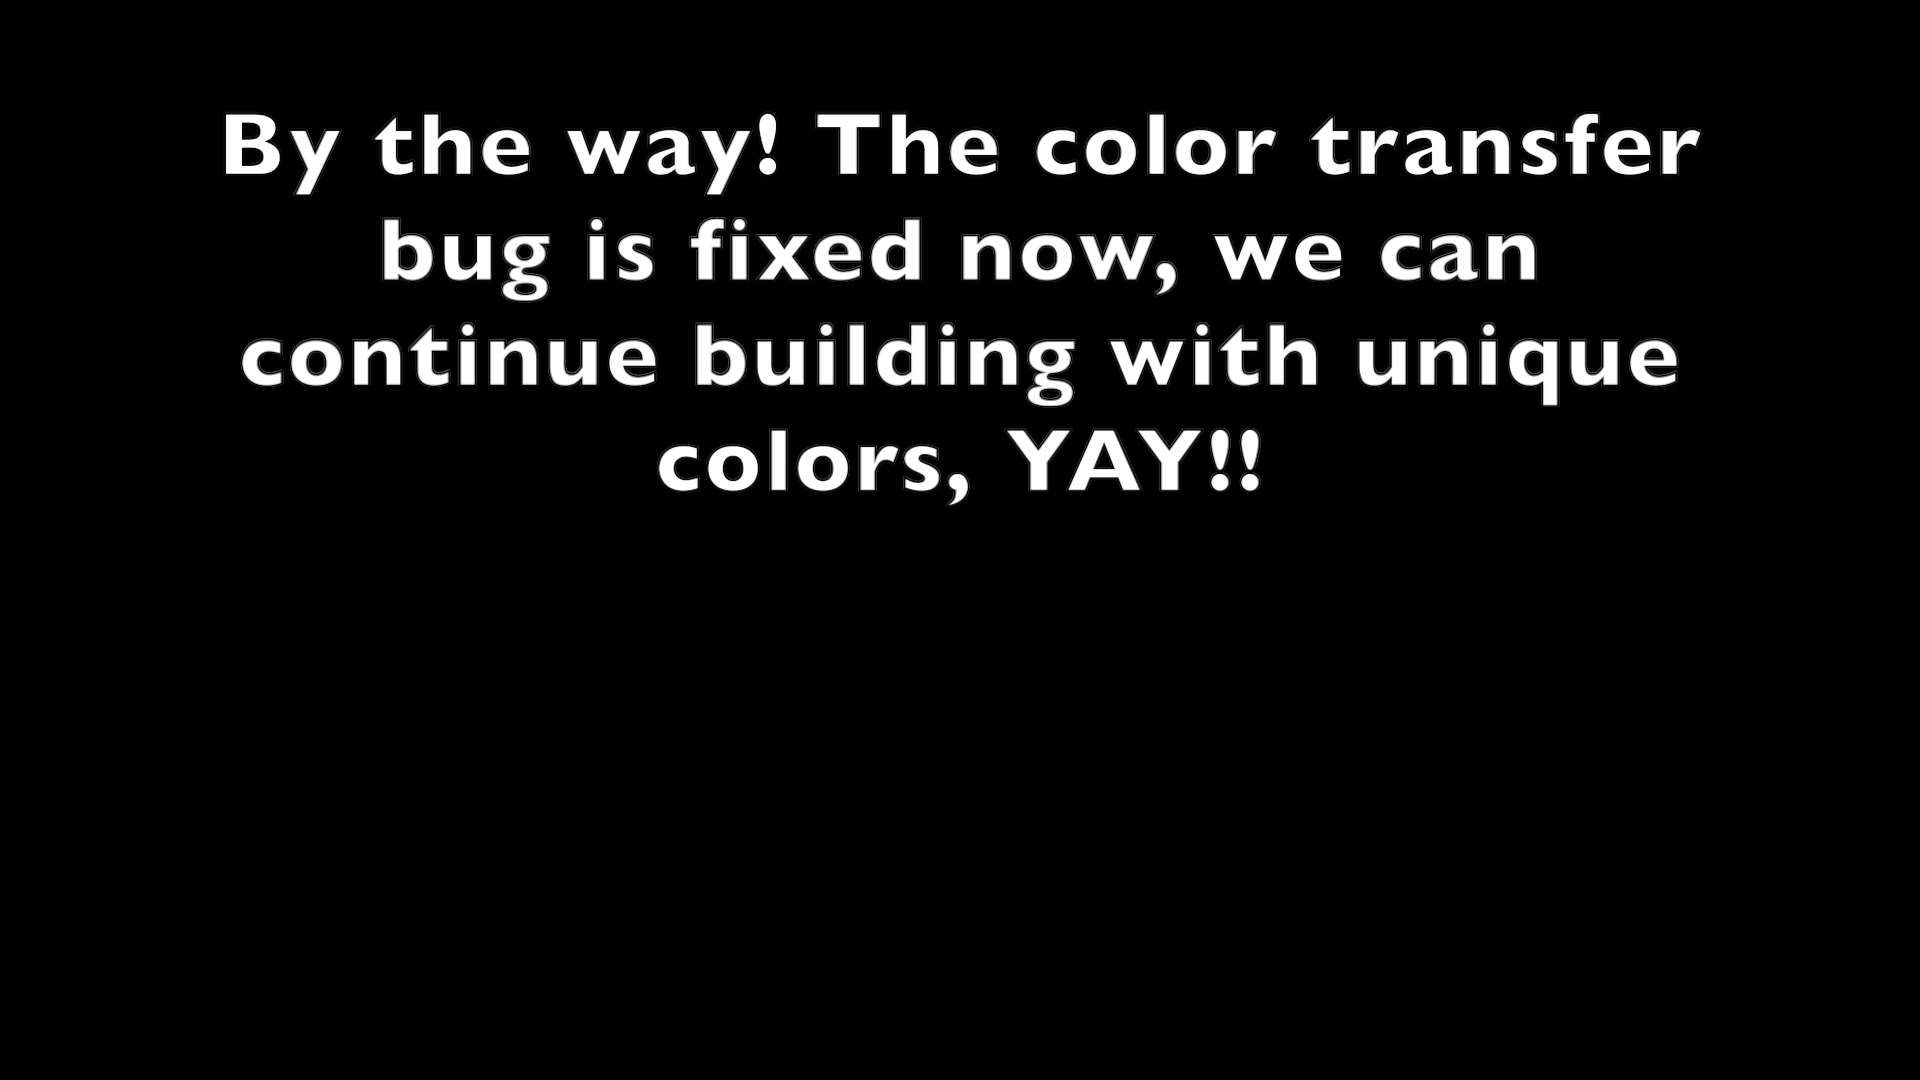 By the way! The color transfer
bug is fixed now, we can
continue building with unique
colors, YAY!!